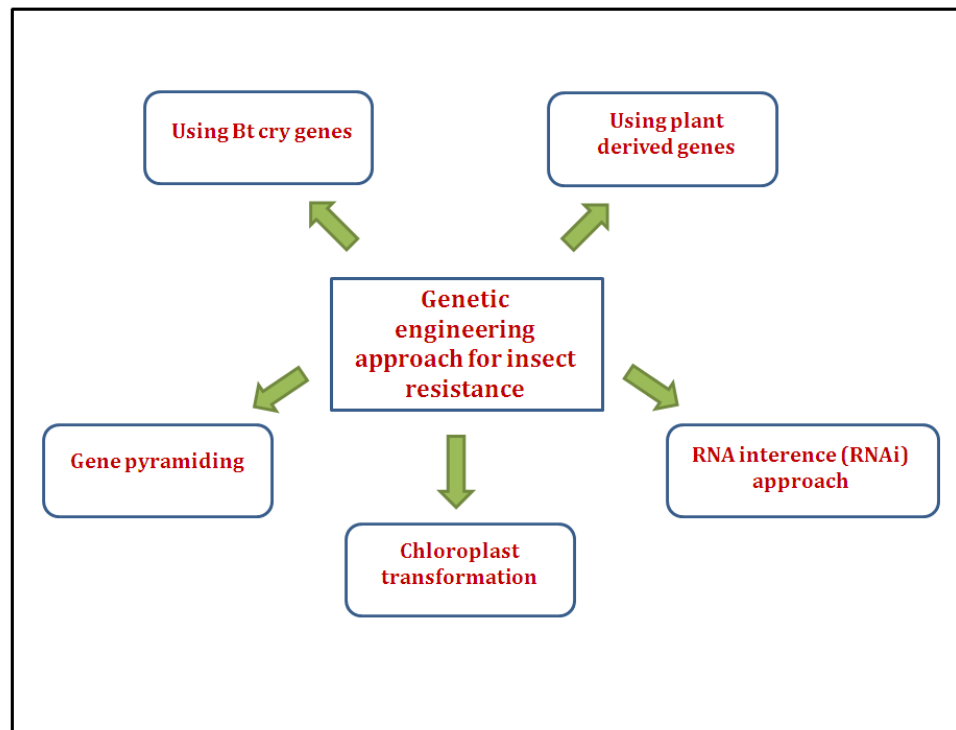 Using Bt cry genes
Using plant
derived genes
Genetic
engineering
approach for insect
resistance
Gene pyramiding
RNA interence (RNAi)
approach
Chloroplast
transformation